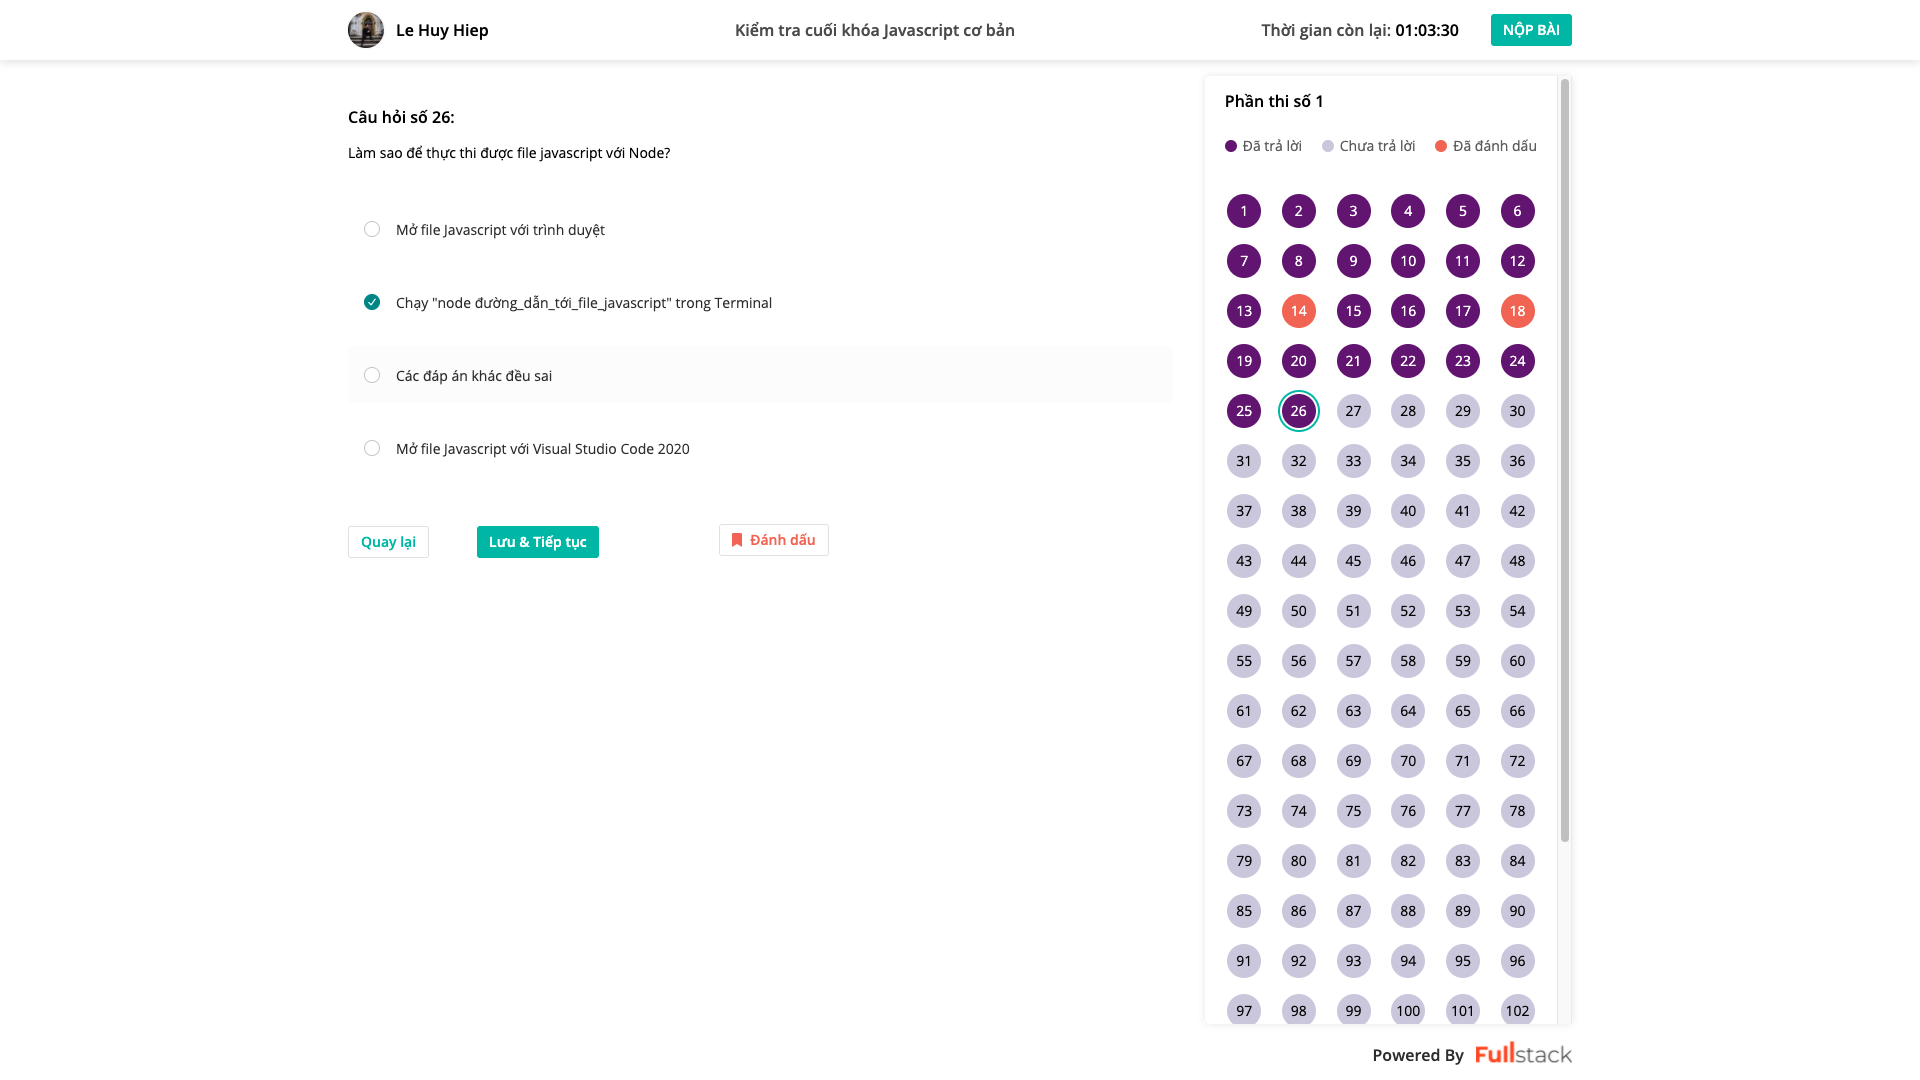 Le Huy Hiep
Kiểm tra cuối khóa Javascript cơ bản
Thời gian còn lại: 01:03:30
NỘP BÀI
Câu hỏi số 26:
Làm sao để thực thi được file javascript với Node?
Mở file Javascript với trình duyệt
Chạy "node đường_dẫn_tới_file_javascript" trong Terminal
Các đáp án khác đều sai
Mở file Javascript với Visual Studio Code 2020
Quay lại
Lưu & Tiếp tục
Đánh dấu
Phần thi số 1
Đã trả lời Chưa trả lời Đã đánh dấu
1 2 3 4 5 6
7 8 9 10 11 12
13 14 15 16 17 18
19 20 21 22 23 24
25 26 27 28 29 30
31 32 33 34 35 36
37 38 39 40 41 42
43 44 45 46 47 48
49 50 51 52 53 54
55 56 57 58 59 60
61 62 63 64 65 66
67 68 69 70 71 72
73 74 75 76 77 78
79 80 81 82 83 84
85 86 87 88 89 90
91 92 93 94 95 96
97 98 99 100 101 102
Powered By Fullstack